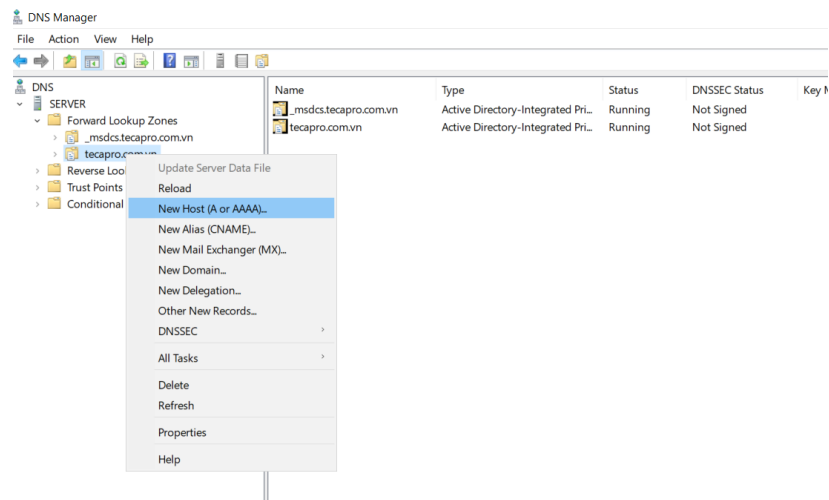 DNS Manager
File Action View Help
DNS
SERVER
Forward Lookup Zones
_msdcs.tecapro.com.vn
tecapro.com.vn
Reverse Loo
Trust Points
Conditional
Name Type Status DNSSEC Status Key M
_msdcs.tecapro.com.vn Active Directory-Integrated Pri... Running Not Signed
tecapro.com.vn Active Directory-Integrated Pri... Running Not Signed
Update Server Data File
Reload
New Host (A or AAAA)...
New Alias (CNAME)...
New Mail Exchanger (MX)...
New Domain...
New Delegation...
Other New Records...
DNSSEC
All Tasks
Delete
Refresh
Properties
Help